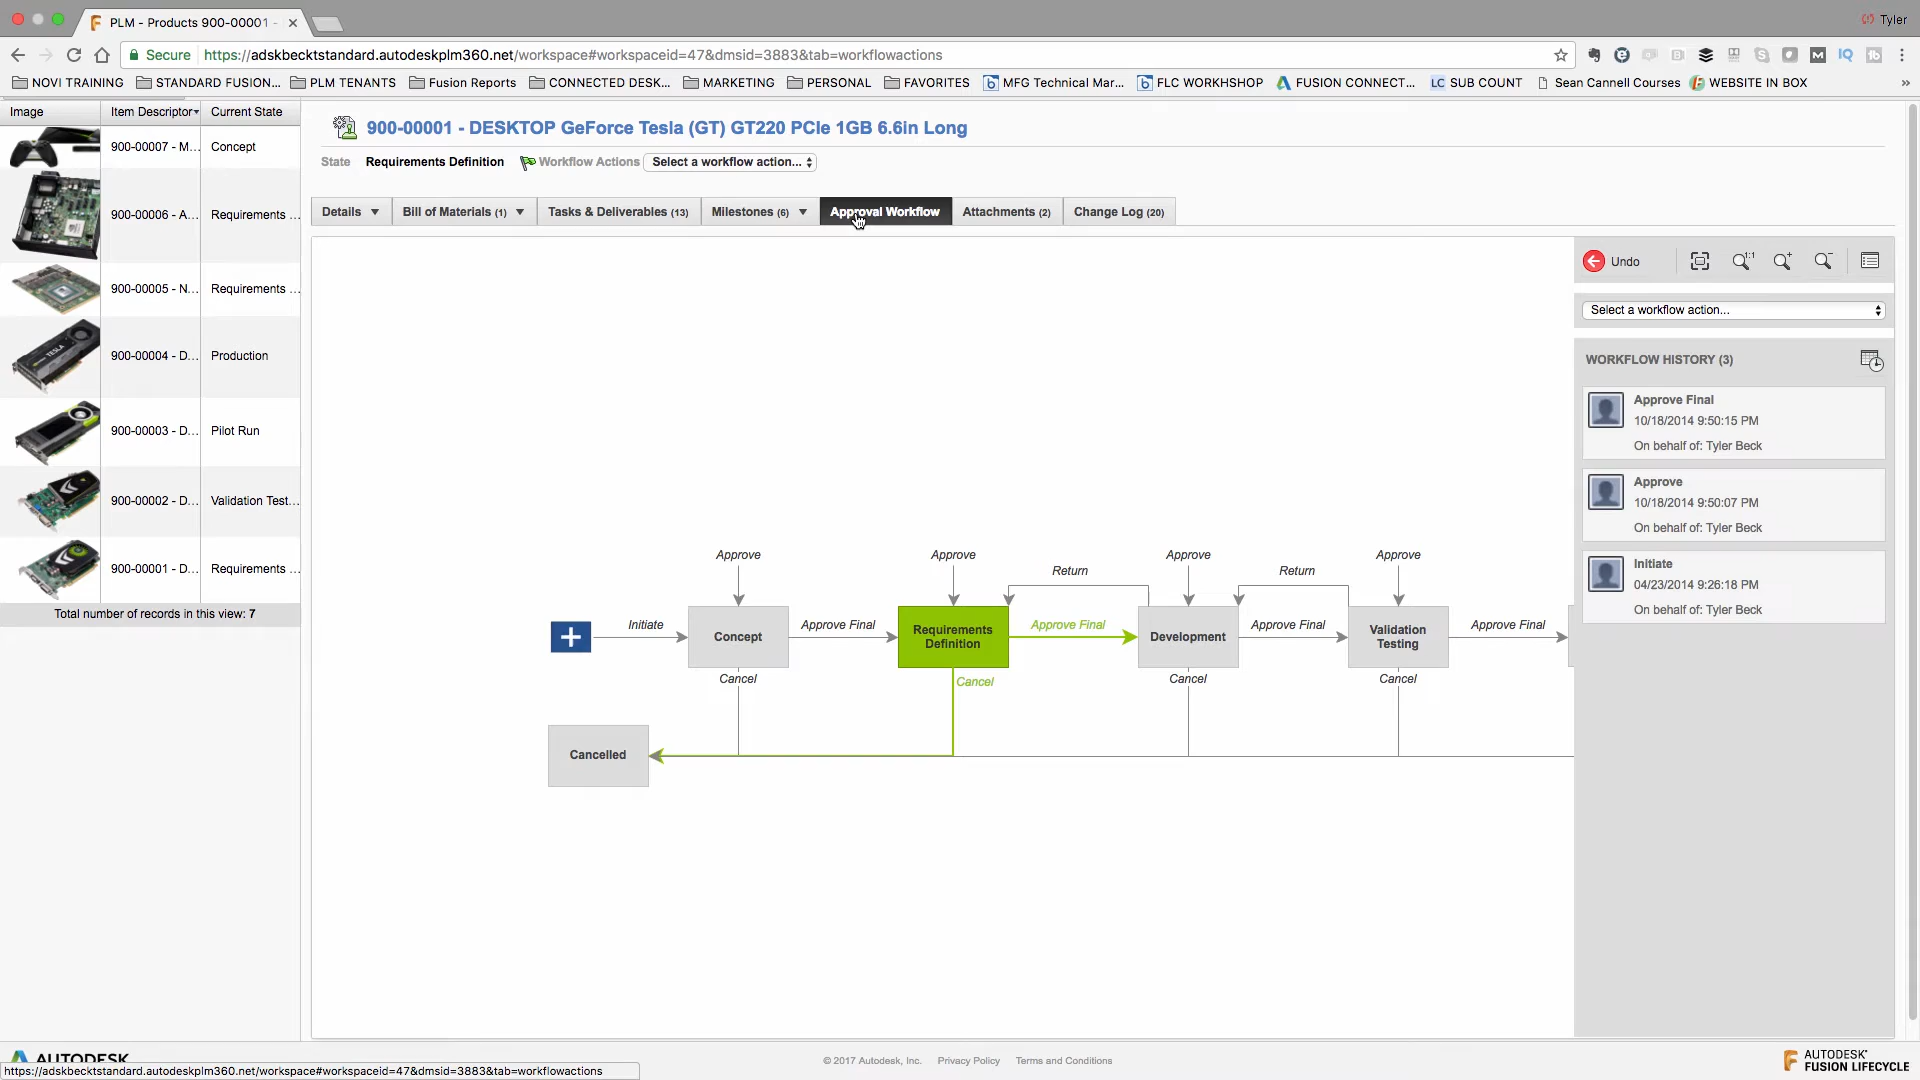 PLM - Products 900-00001 -
Tyler
Secure
https://adskbecktstandard.autodeskplm360.net/workspace#workspaceid=47&dmsid=3883&tab=workflowactions
NOVI TRAINING
STANDARD FUSION...
PLM TENANTS
Fusion Reports
CONNECTED DESK...
MARKETING
PERSONAL
FAVORITES
MFG Technical Mar...
FLC WORKHSHOP
FUSION CONNECT...
LC SUB COUNT
Sean Cannell Courses
WEBSITE IN BOX
»
Image
Item Descriptor
Current State
900-00007 - M...
Concept
900-00006 - A...
Requirements ...
900-00005 - N...
Requirements ...
900-00004 - D...
Production
900-00003 - D...
Pilot Run
900-00002 - D...
Validation Test...
900-00001 - D...
Requirements ...
Total number of records in this view: 7
900-00001 - DESKTOP GeForce Tesla (GT) GT220 PCIe 1GB 6.6in Long
State
Requirements Definition
Workflow Actions
Select a workflow action...
Details
Bill of Materials (1)
Tasks & Deliverables (13)
Milestones (6)
Approval Workflow
Attachments (2)
Change Log (20)
Undo
1:1
Select a workflow action...
WORKFLOW HISTORY (3)
Approve Final
10/18/2014 9:50:15 PM
On behalf of: Tyler Beck
Approve
10/18/2014 9:50:07 PM
On behalf of: Tyler Beck
Initiate
04/23/2014 9:26:18 PM
On behalf of: Tyler Beck
Approve
Approve
Approve
Approve
Return
Return
Initiate
Concept
Approve Final
Requirements
Definition
Approve Final
Development
Approve Final
Validation
Testing
Approve Final
Cancel
Cancel
Cancel
Cancel
Cancelled
AUTODESK
https://adskbecktstandard.autodeskplm360.net/workspace#workspaceid=47&dmsid=3883&tab=workflowactions
© 2017 Autodesk, Inc.
Privacy Policy
Terms and Conditions
AUTODESK®
FUSION LIFECYCLE